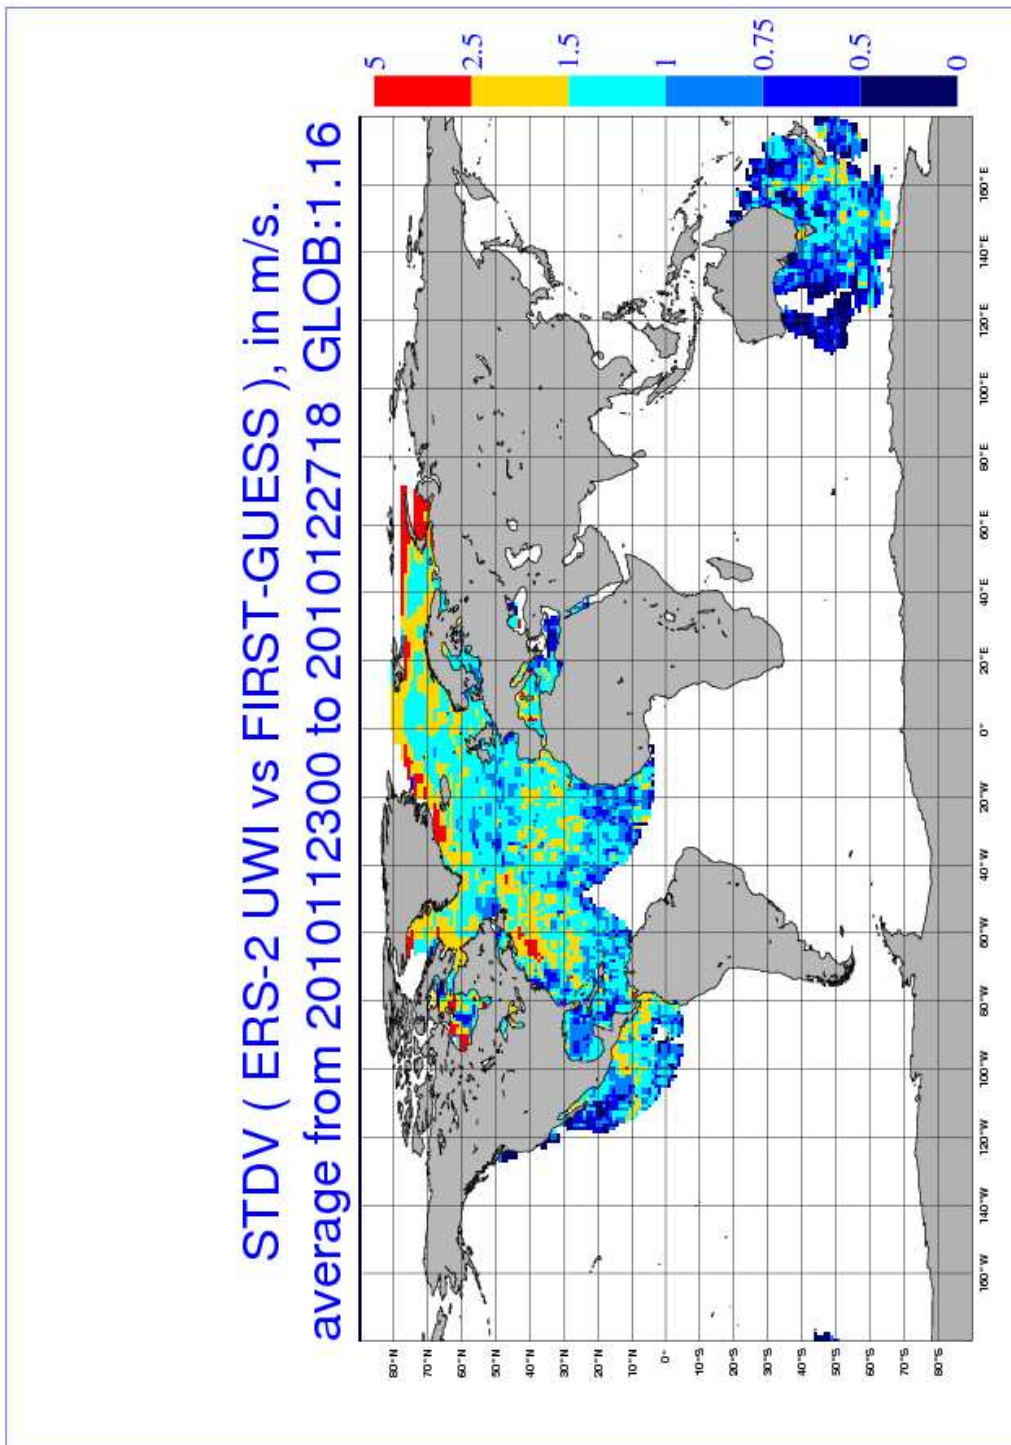 STDV ( ERS-2 UWI vs FIRST-GUESS ), in m/s.
average from 2010112300 to 2010122718 GLOB:1.16
80°N
70°N
60°N
50°N
40°N
30°N
20°N
10°N
0°
10°S
20°S
30°S
40°S
50°S
60°S
70°S
80°S
160°W
140°W
120°W
100°W
80°W
60°W
40°W
20°W
0°
20°E
40°E
60°E
80°E
100°E
120°E
140°E
160°E
5
2.5
1.5
1
0.75
0.5
0